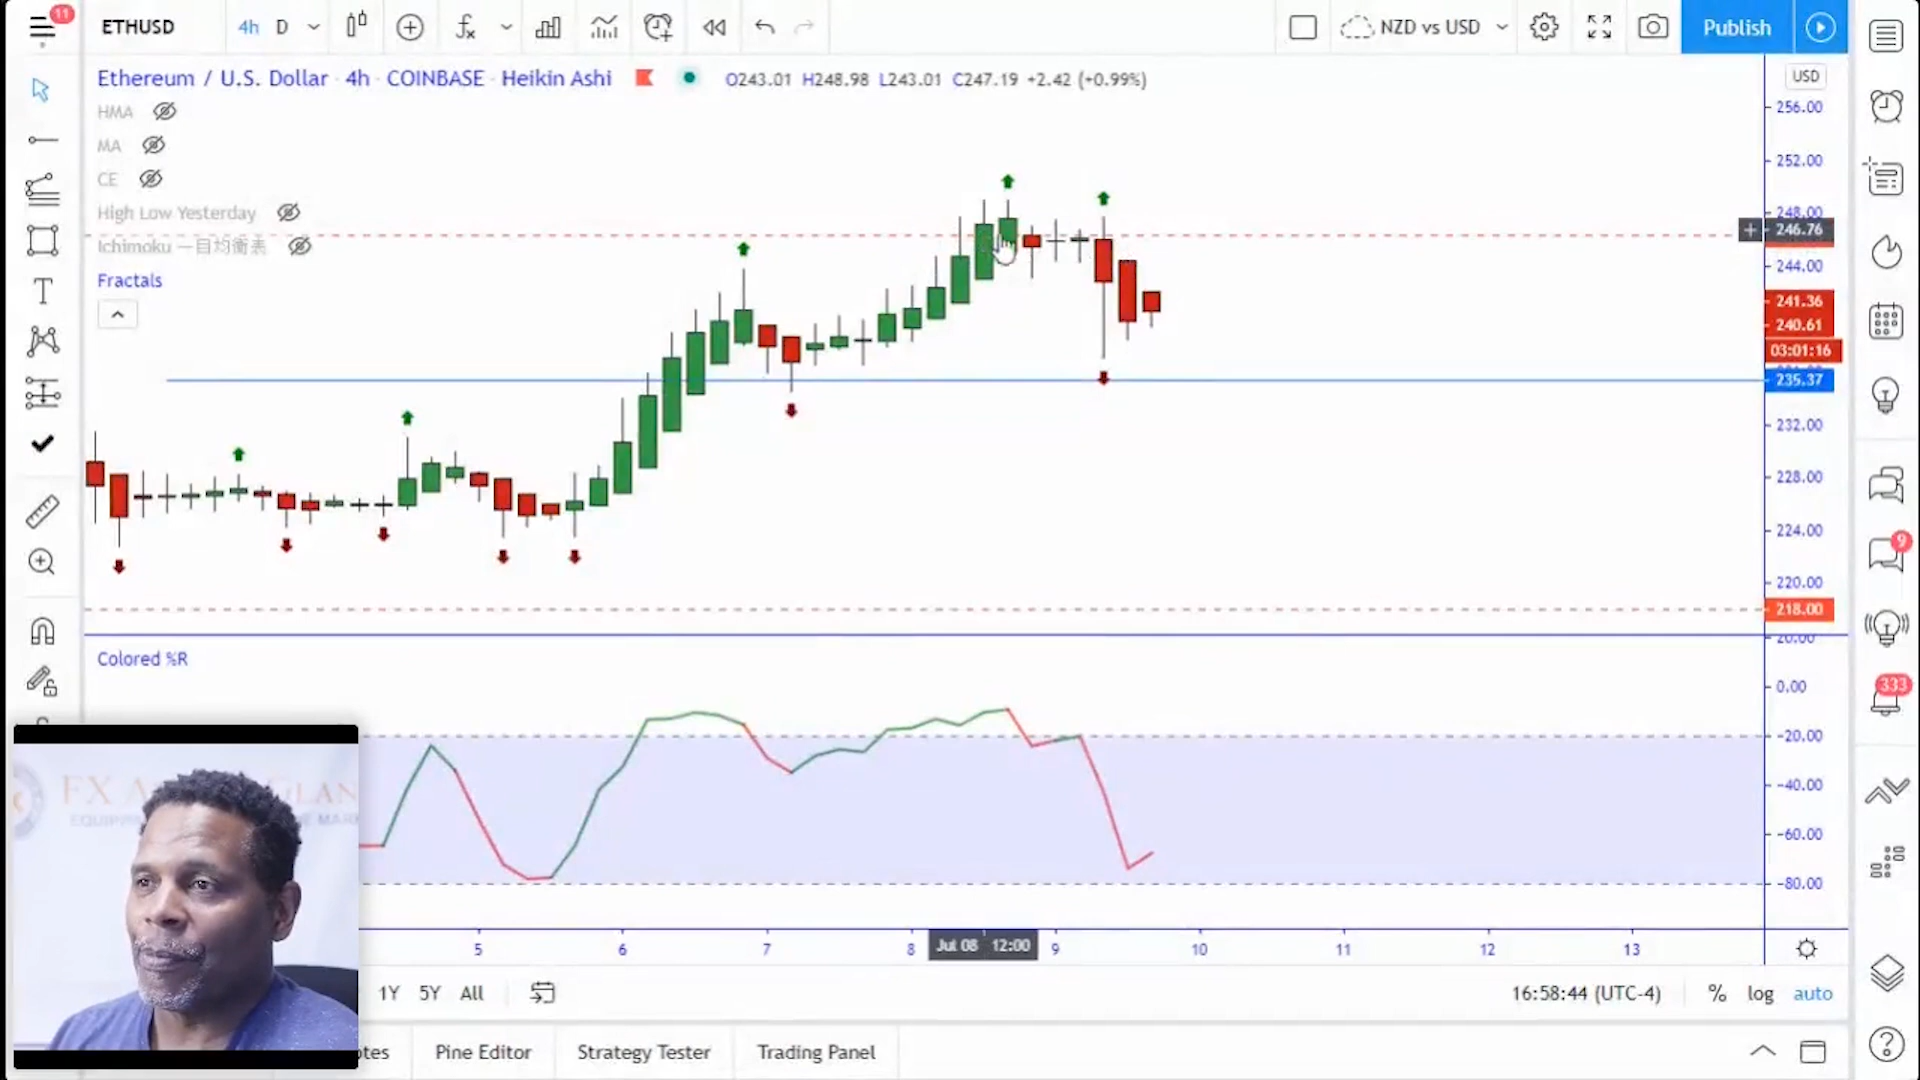 11
ETHUSD
4h D
NZD vs USD
Publish
Ethereum / U.S. Dollar · 4h · COINBASE · Heikin Ashi
O243.01 H248.98 L243.01 C247.19 +2.42 (+0.99%)
USD
HMA
MA
CE
High Low Yesterday
Ichimoku 一目均衡表
Fractals
256.00
252.00
248.00
246.76
244.00
241.36
240.61
03:01:16
235.37
232.00
228.00
224.00
220.00
218.00
Colored %R
20.00
0.00
-20.00
-40.00
-60.00
-80.00
9
333
5 6 7 8 Jul 08 12:00 9 10 11 12 13
1Y 5Y All
16:58:44 (UTC-4) % log auto
Pine Editor Strategy Tester Trading Panel